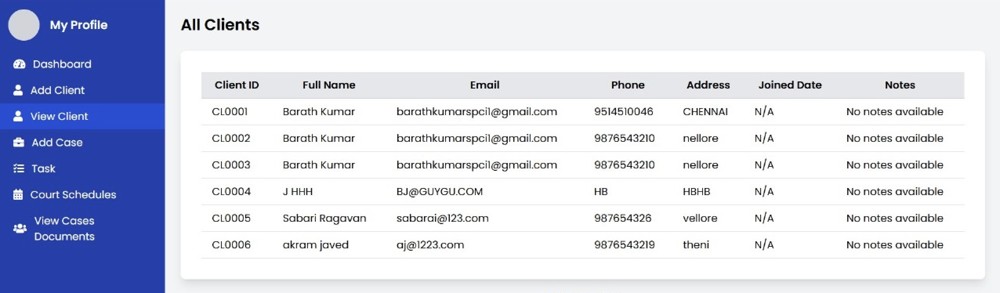 My Profile
Dashboard
Add Client
View Client
Add Case
Task
Court Schedules
View Cases
Documents
All Clients
Client ID Full Name Email Phone Address Joined Date Notes
CL0001 Barath Kumar barathkumarspci1@gmail.com 9514510046 CHENNAI N/A No notes available
CL0002 Barath Kumar barathkumarspci1@gmail.com 9876543210 nellore N/A No notes available
CL0003 Barath Kumar barathkumarspci1@gmail.com 9876543210 nellore N/A No notes available
CL0004 J HHH BJ@GUYGU.COM HB HBHB N/A No notes available
CL0005 Sabari Ragavan sabarai@123.com 987654326 vellore N/A No notes available
CL0006 akram javed aj@1223.com 9876543219 theni N/A No notes available